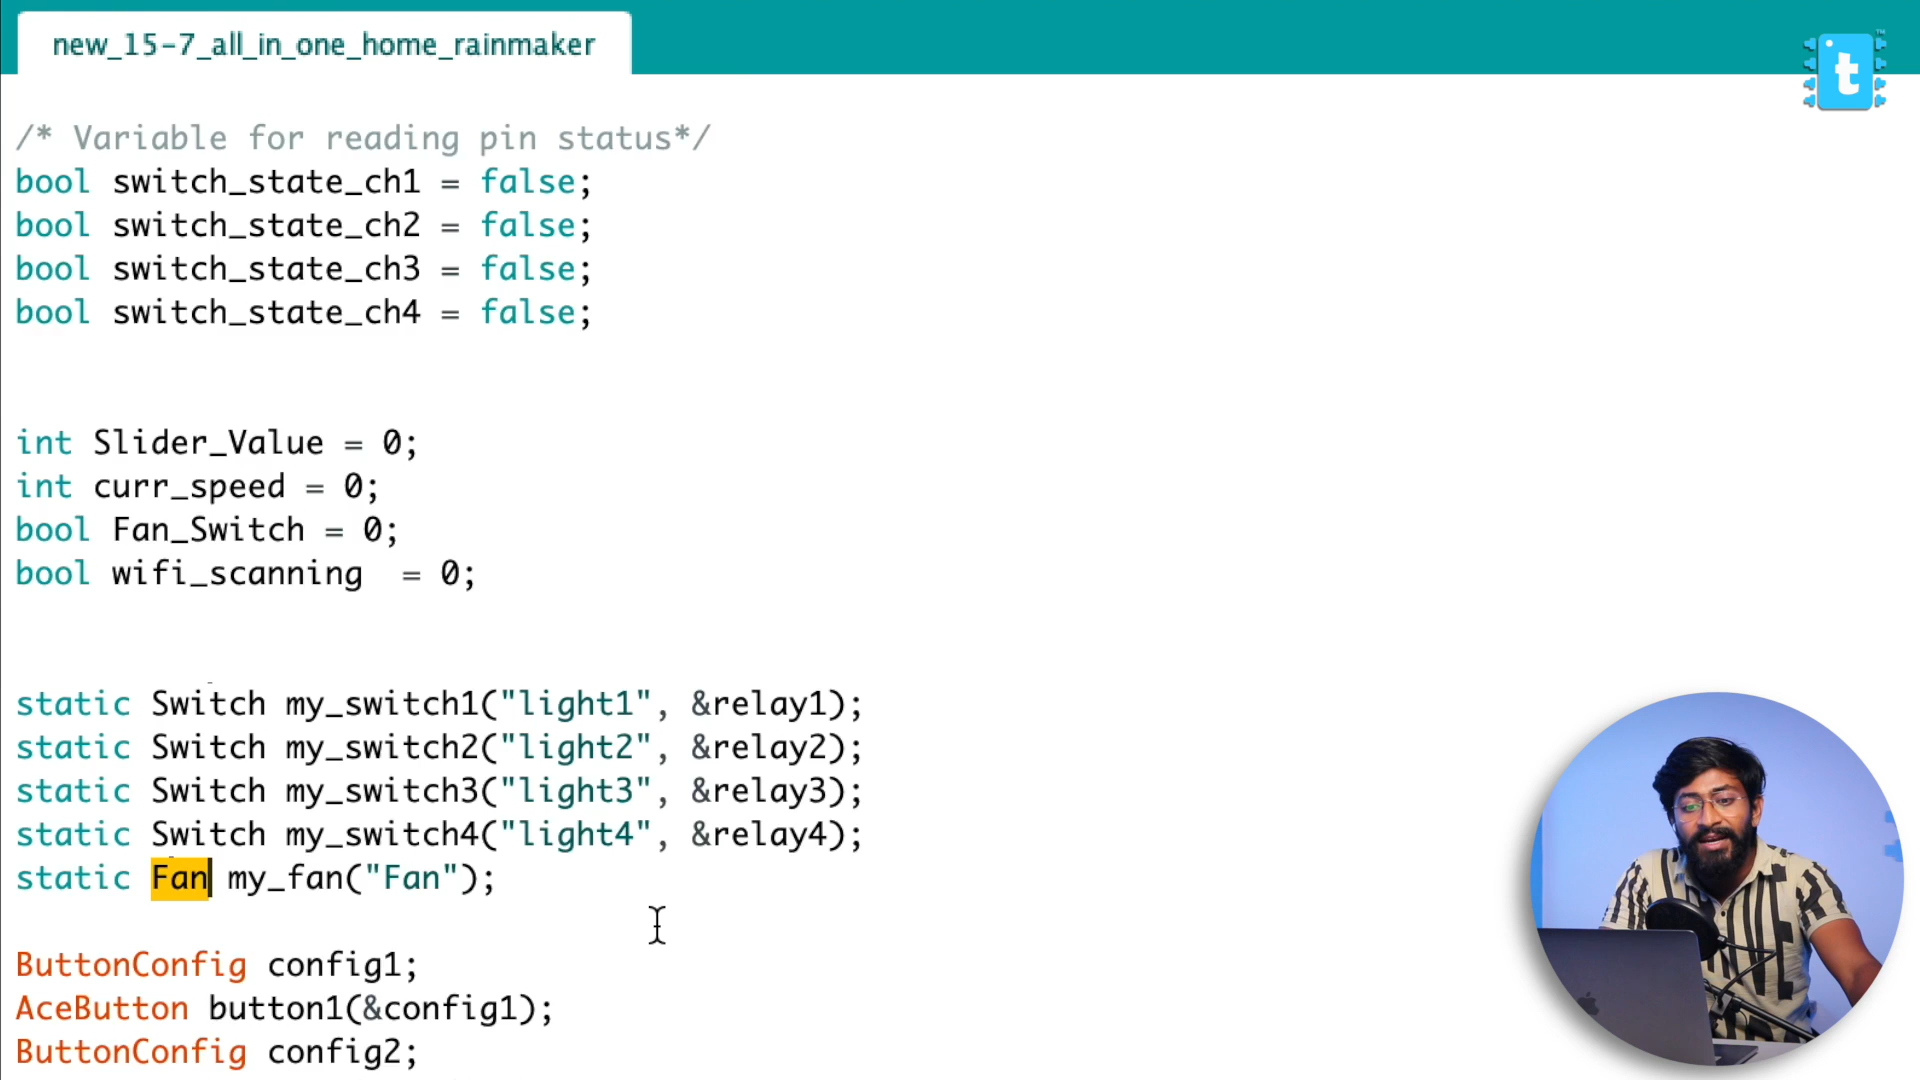 new_15-7_all_in_one_home_rainmaker
t
TM
/* Variable for reading pin status*/
bool switch_state_ch1 = false;
bool switch_state_ch2 = false;
bool switch_state_ch3 = false;
bool switch_state_ch4 = false;
int Slider_Value = 0;
int curr_speed = 0;
bool Fan_Switch = 0;
bool wifi_scanning  = 0;
static Switch my_switch1("light1", &relay1);
static Switch my_switch2("light2", &relay2);
static Switch my_switch3("light3", &relay3);
static Switch my_switch4("light4", &relay4);
static Fan my_fan("Fan");
ButtonConfig config1;
AceButton button1(&config1);
ButtonConfig config2;